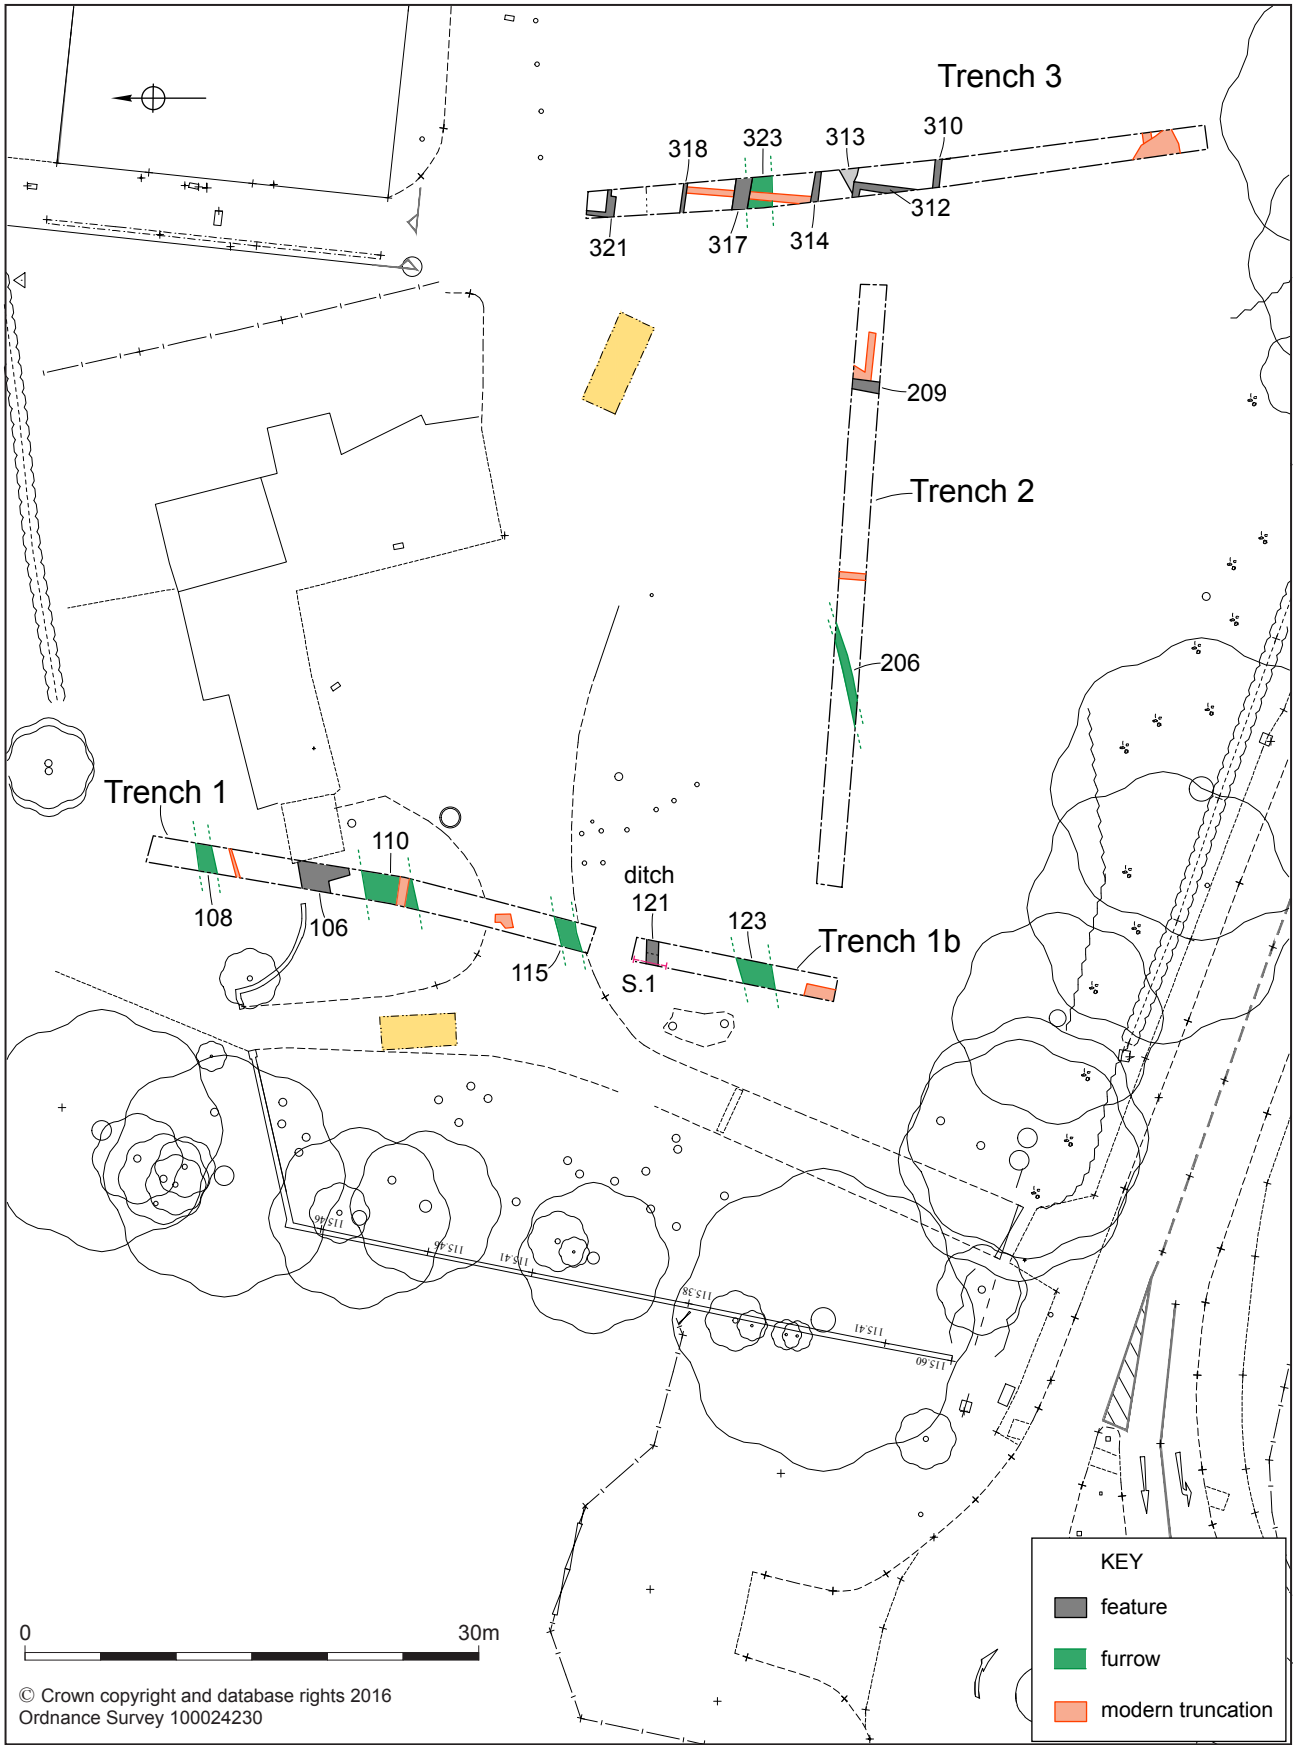 Trench 3
310
313
323
318
312
314
317
321
209
Trench 2
206
Trench 1
110
ditch
121
123
108
106
Trench 1b
115
S.1
115.46
115.46
115.41
115.38
115.41
115.60
KEY
feature
furrow
modern truncation
0
30m
© Crown copyright and database rights 2016
Ordnance Survey 100024230